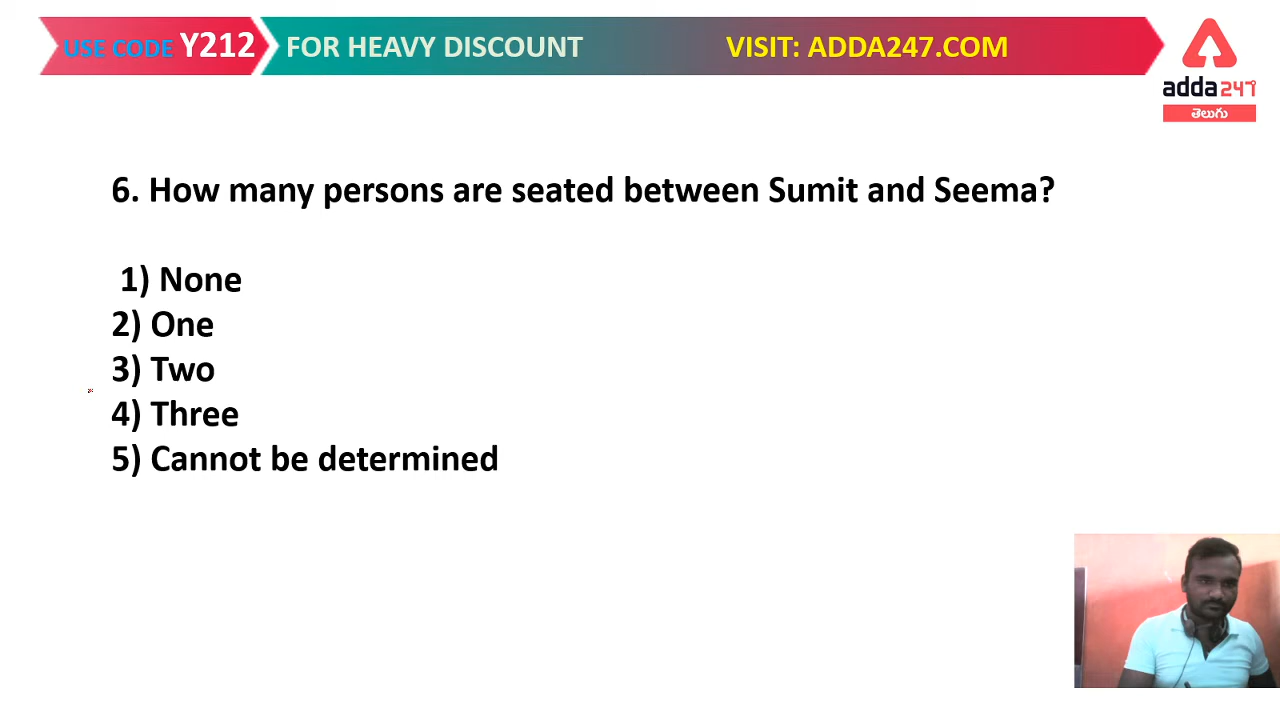 USE CODE Y212 FOR HEAVY DISCOUNT VISIT: ADDA247.COM
adda247
తెలుగు
6. How many persons are seated between Sumit and Seema?
1) None
2) One
3) Two
4) Three
5) Cannot be determined